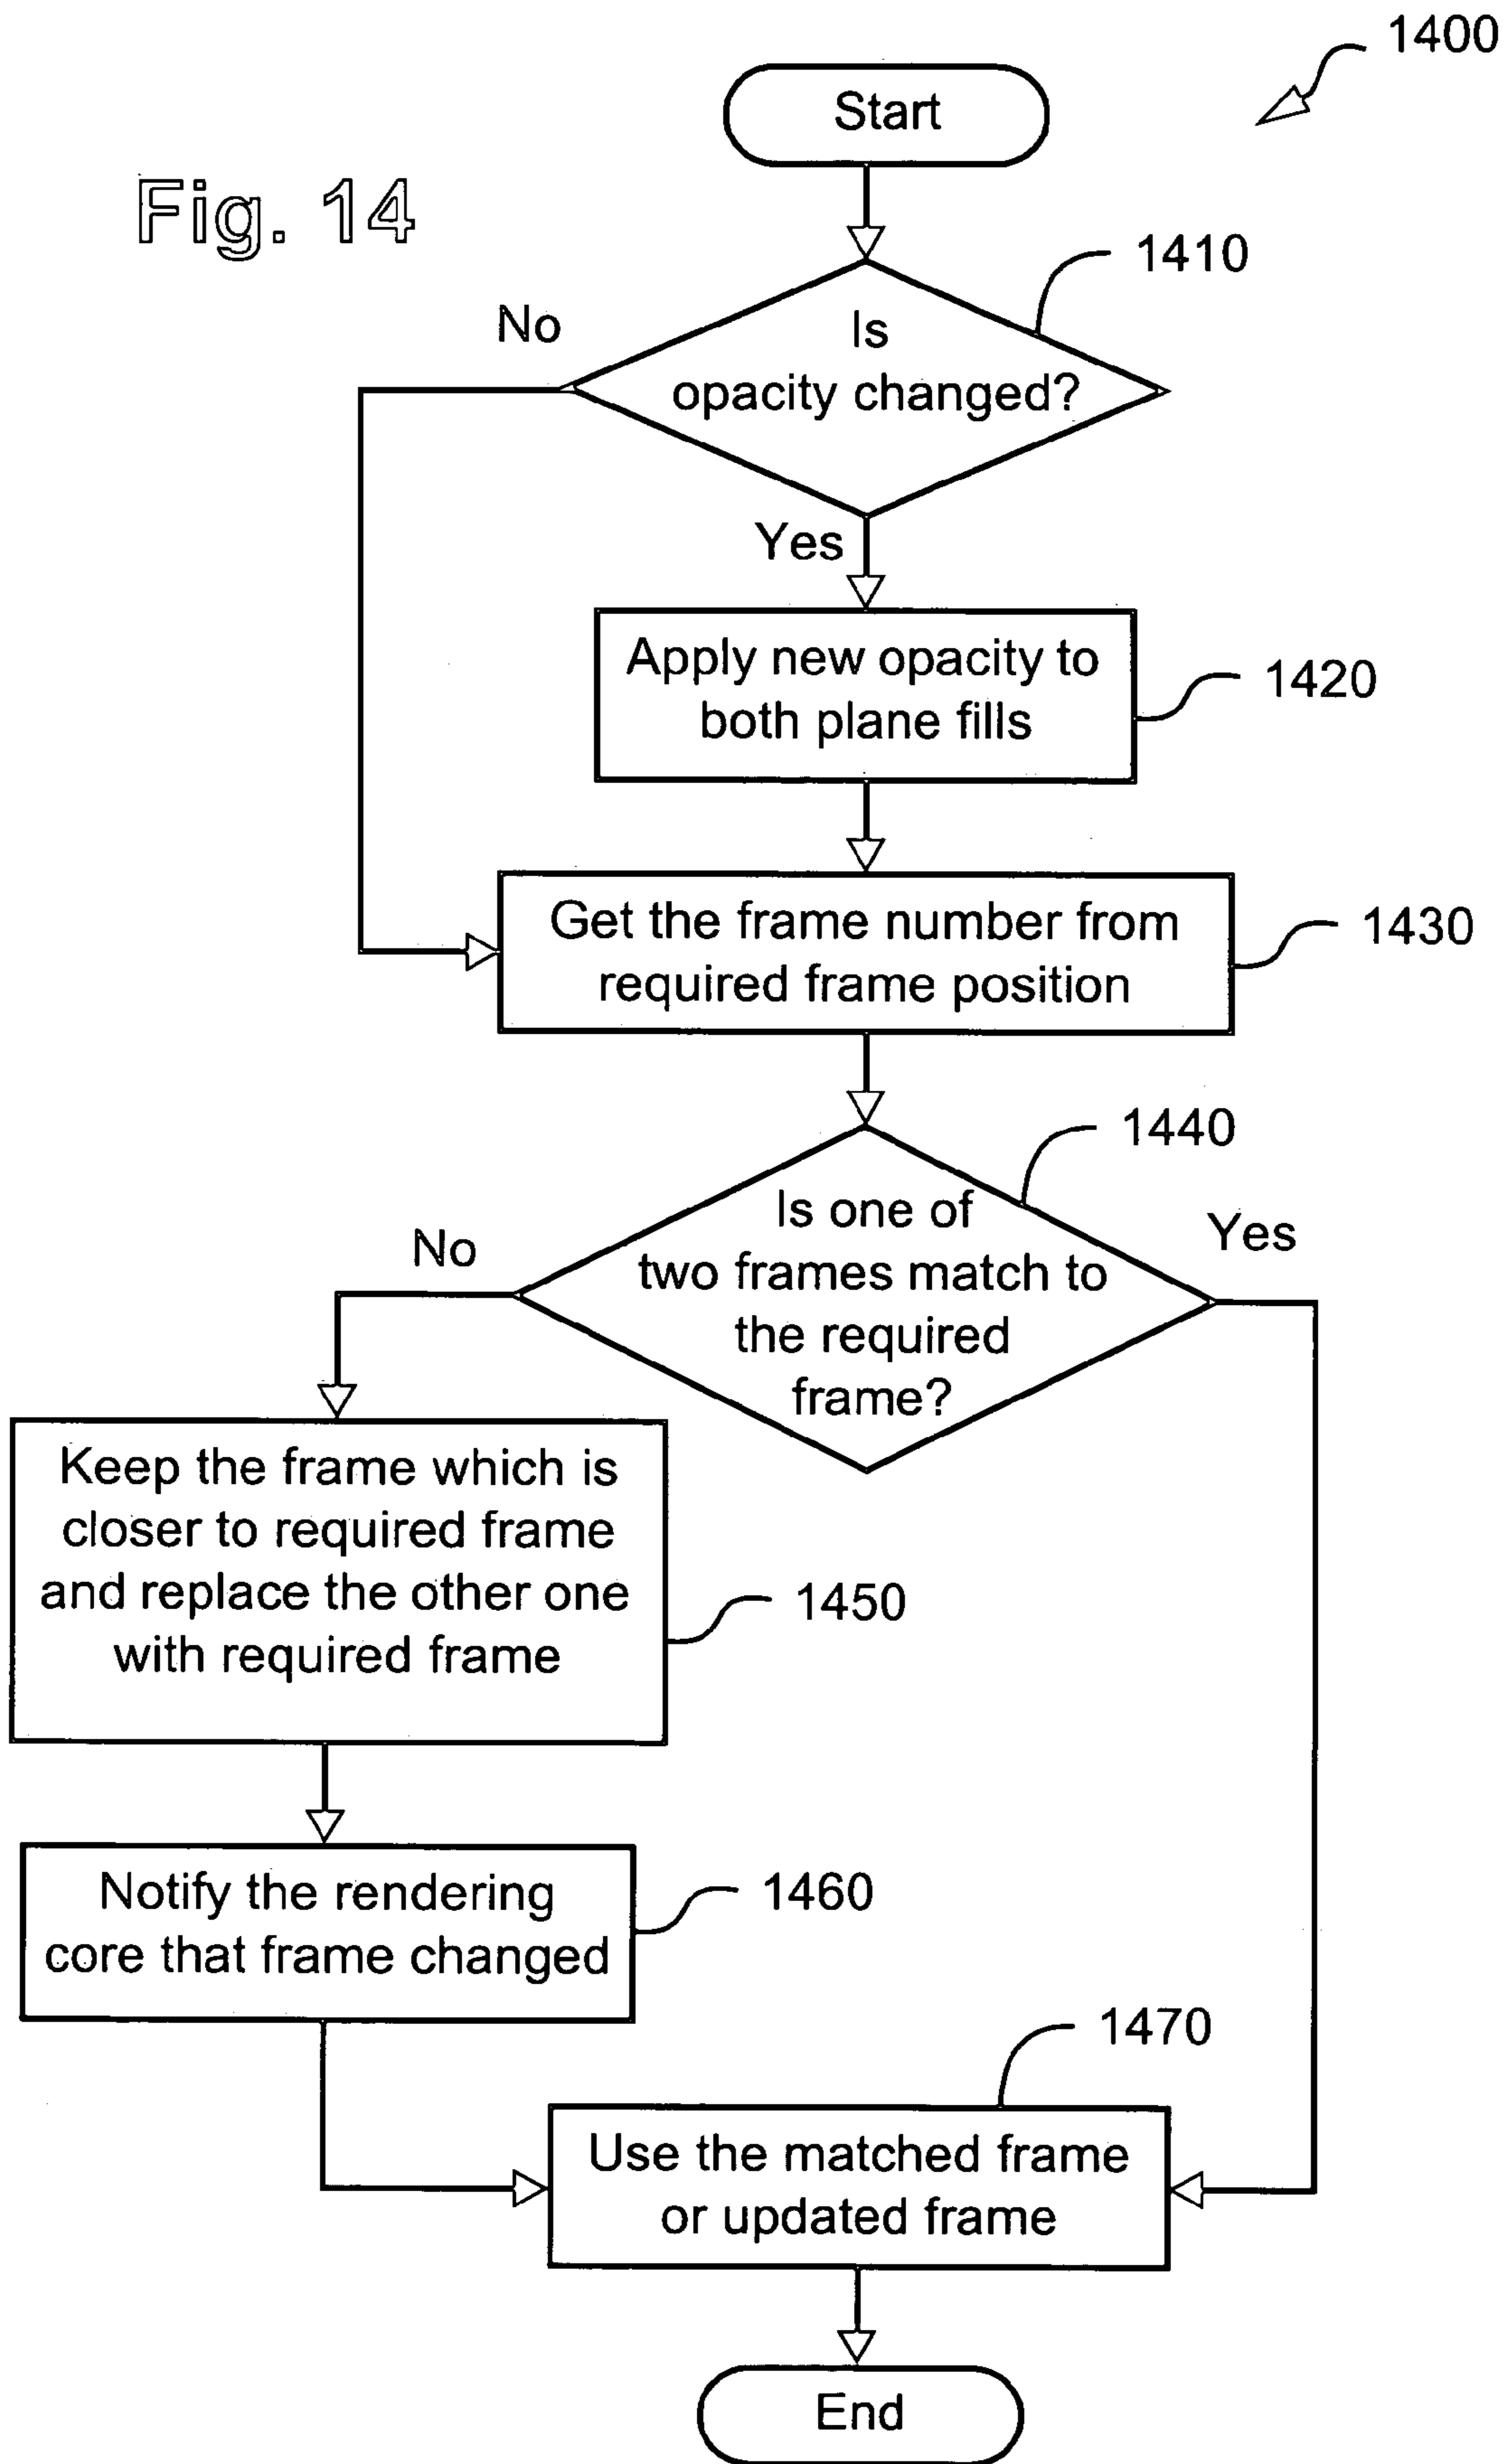 1400
Start
Fig. 14
1410
No
Is
opacity changed?
Yes
Apply new opacity to
both plane fills
1420
Get the frame number from
required frame position
1430
1440
Is one of
two frames match to
the required
frame?
No
Yes
Keep the frame which is
closer to required frame
and replace the other one
with required frame
1450
Notify the rendering
core that frame changed
1460
1470
Use the matched frame
or updated frame
End